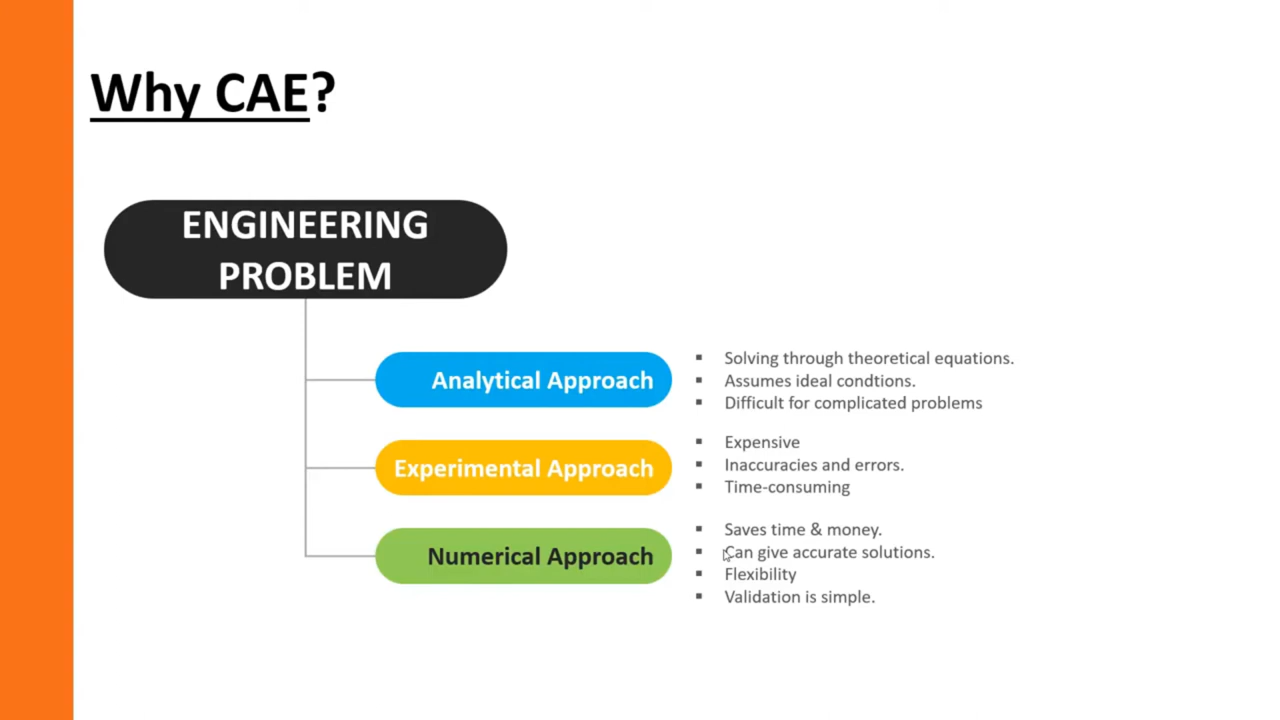 Why CAE?
ENGINEERING
PROBLEM
Analytical Approach
Solving through theoretical equations.
Assumes ideal condtions.
Difficult for complicated problems
Experimental Approach
Expensive
Inaccuracies and errors.
Time-consuming
Numerical Approach
Saves time & money.
Can give accurate solutions.
Flexibility
Validation is simple.